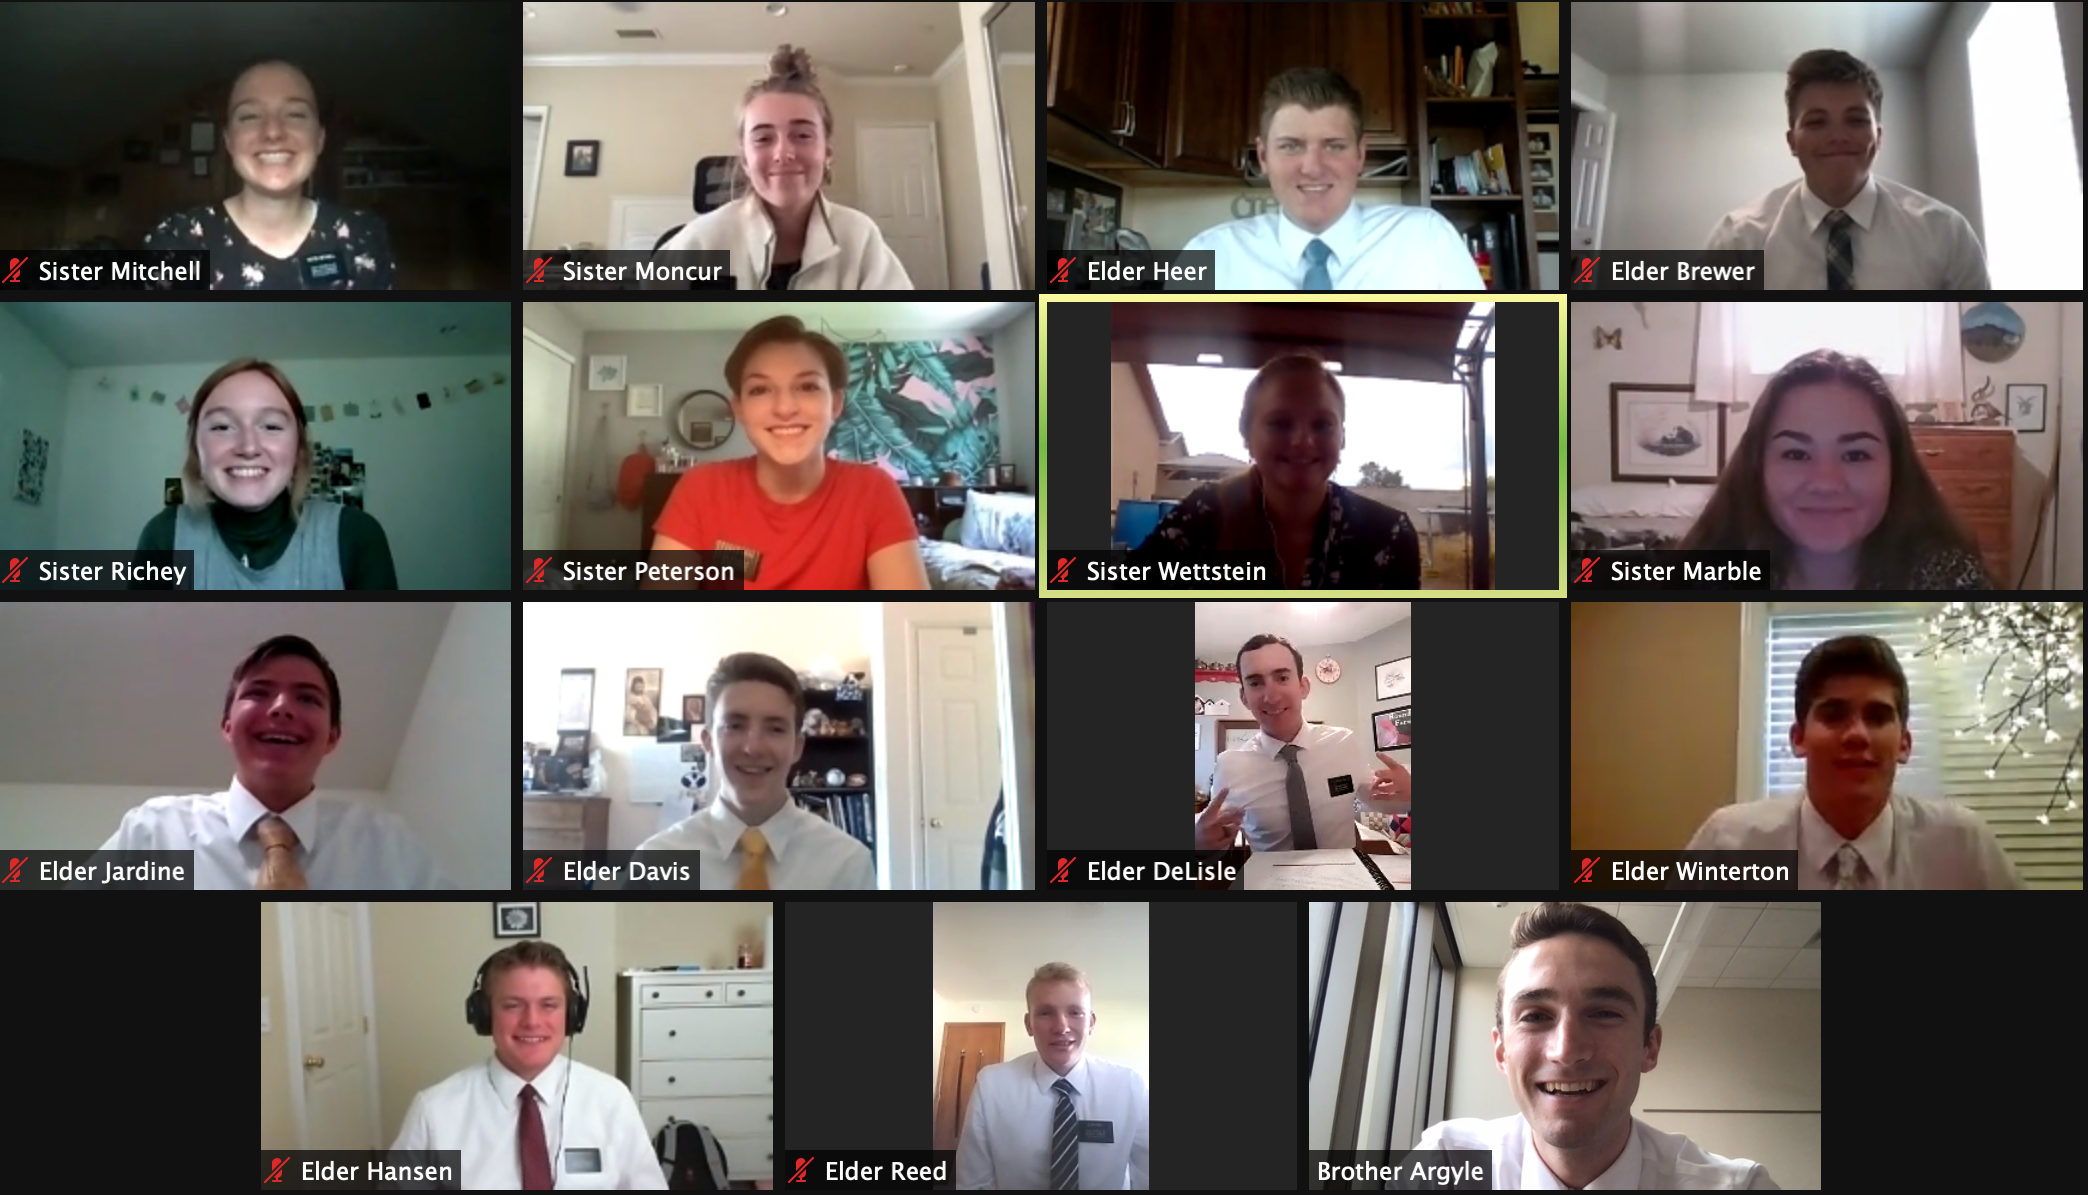 Sister Mitchell
Sister Moncur
Elder Heer
Elder Brewer
Sister Richey
Sister Peterson
Sister Wettstein
Sister Marble
Elder Jardine
Elder Davis
Elder DeLisle
Elder Winterton
Elder Hansen
Elder Reed
Brother Argyle